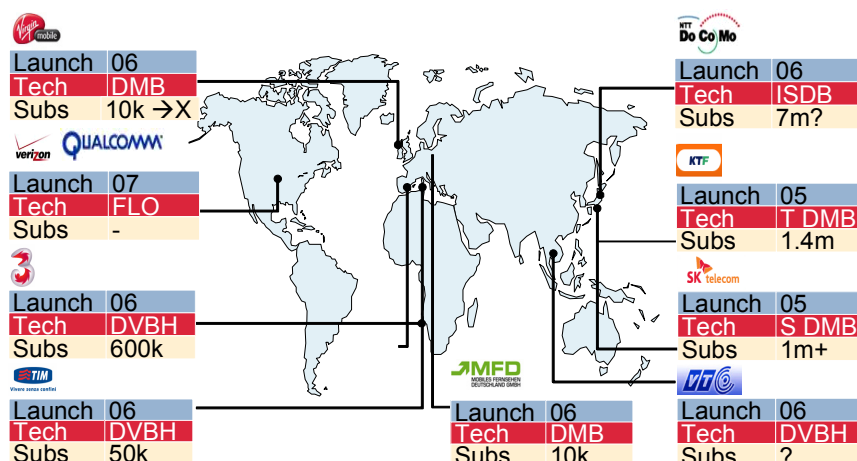 Virgin
mobile
Launch 06
Tech DMB
Subs 10k →X
verizon QUALCOMM
Launch 07
Tech FLO
Subs -
3
Launch 06
Tech DVBH
Subs 600k
TIM
Vivere senza confini
Launch 06
Tech DVBH
Subs 50k
MFD
MOBILES FERNSEHEN
DEUTSCHLAND GMBH
Launch 06
Tech DMB
Subs 10k
NTT
DoCoMo
Launch 06
Tech ISDB
Subs 7m?
KTF
Launch 05
Tech T DMB
Subs 1.4m
SK telecom
Launch 05
Tech S DMB
Subs 1m+
VTC
Launch 06
Tech DVBH
Subs ?